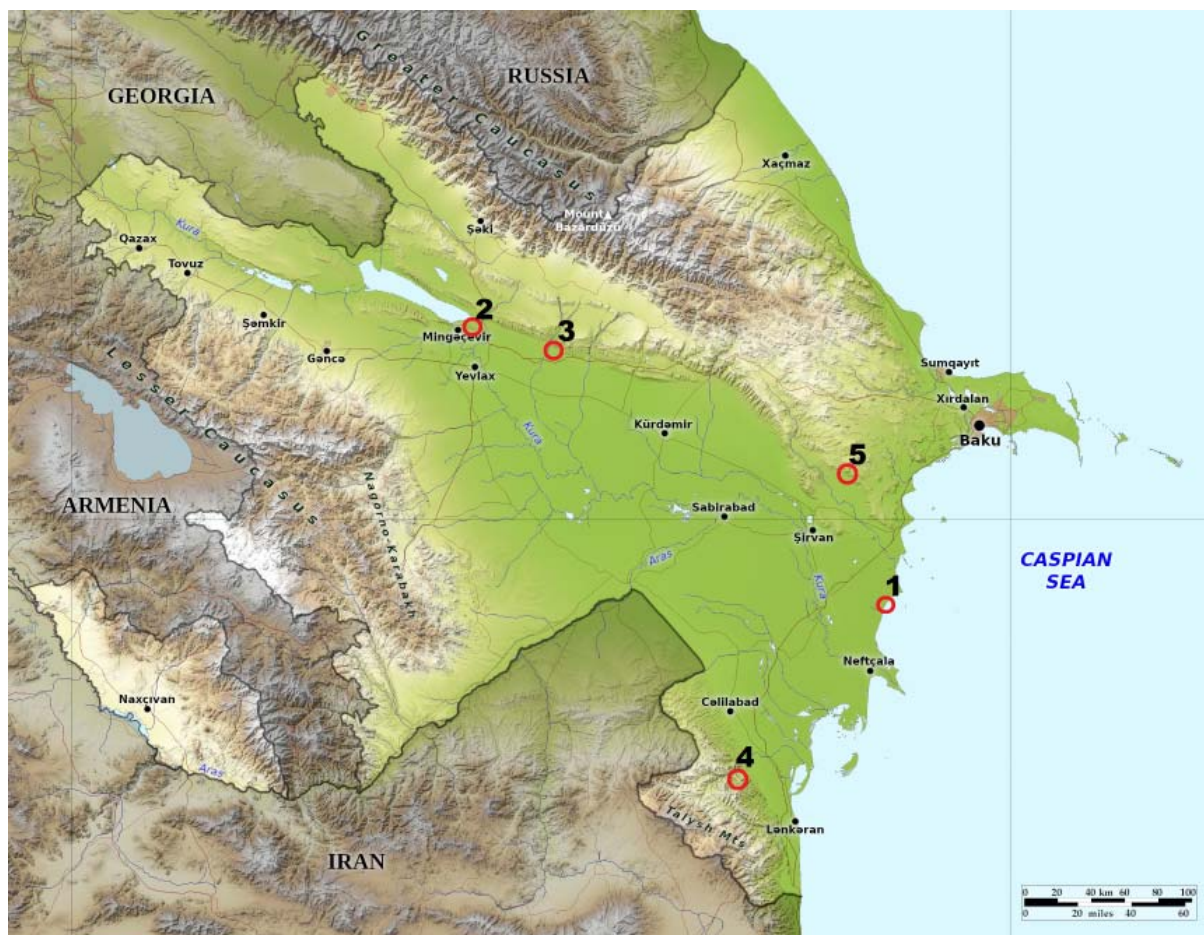 RUSSIA
GEORGIA
Greater Caucasus
Xaçmaz
Mount
Bazardüzü
Şəki
Kura
Qazax
Tovuz
Şəmkir
Gəncə
2
Mingəçevir
3
Yevlax
Lesser Caucasus
Sumqayıt
Xırdalan
Baku
Kürdəmir
Kura
5
ARMENIA
Nagorno-Karabakh
Sabirabad
Şirvan
Aras
Kura
CASPIAN
SEA
1
Neftçala
Naxçıvan
Cəlilabad
Aras
4
Talysh Mts
Lənkəran
IRAN
0 20 40 km 60 80 100
0 20 miles 40 60